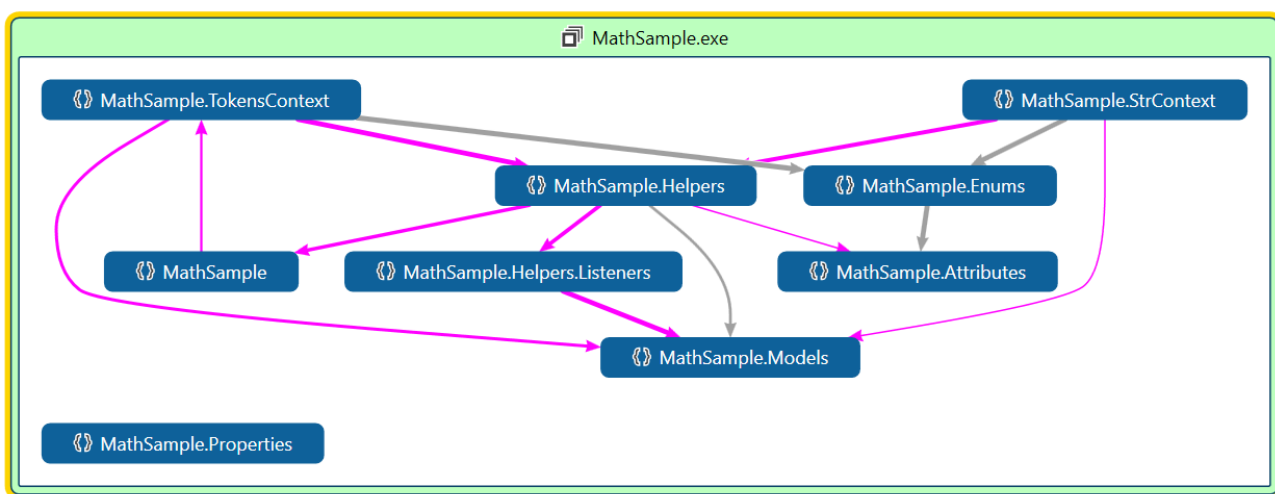 MathSample.exe
MathSample.TokensContext
MathSample.StrContext
MathSample.Helpers
MathSample.Enums
MathSample
MathSample.Helpers.Listeners
MathSample.Attributes
MathSample.Models
MathSample.Properties